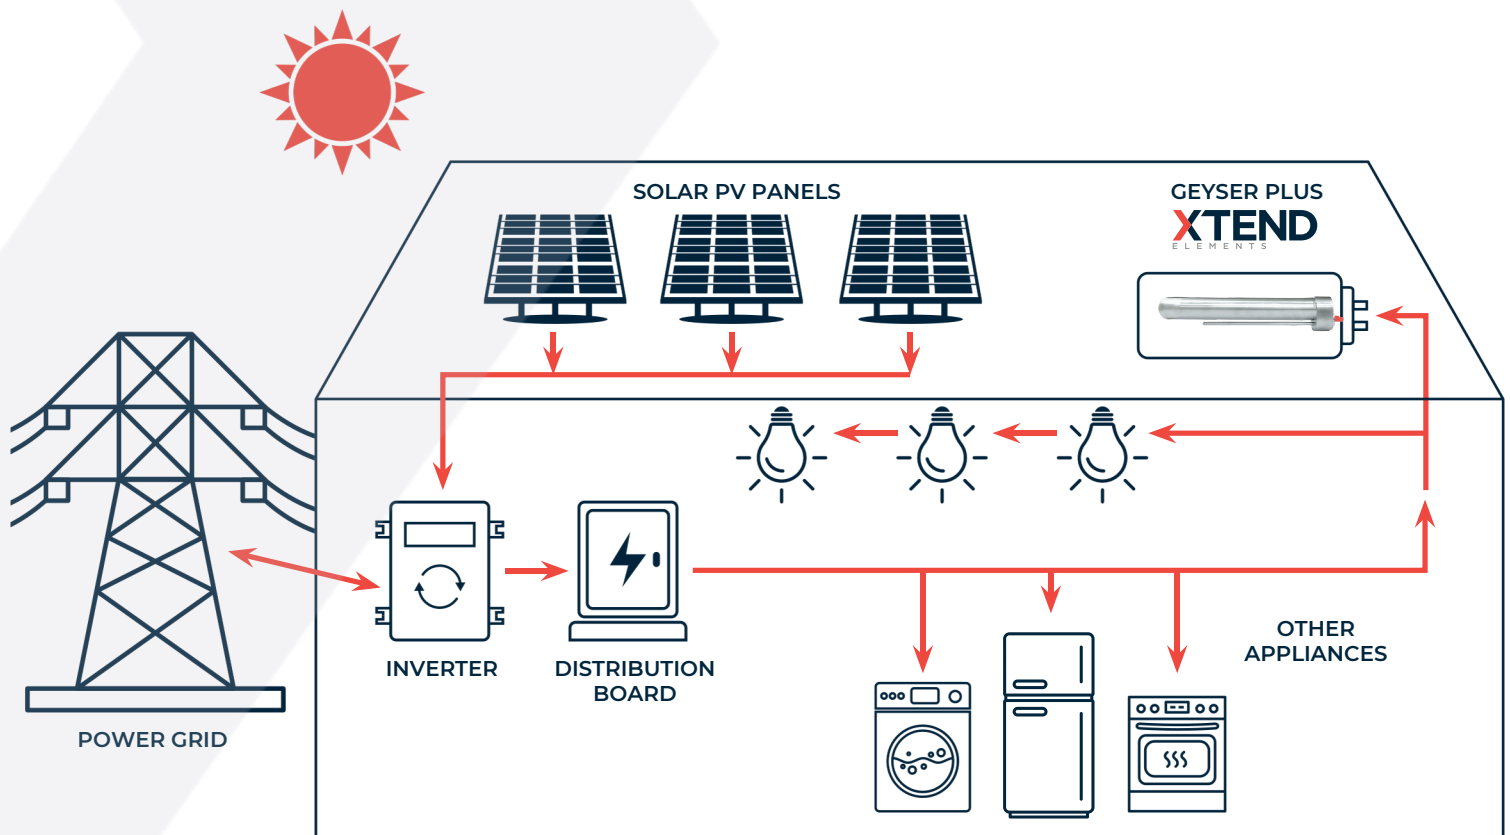 SOLAR PV PANELS
GEYSER PLUS
XTEND
ELEMENTS
INVERTER
DISTRIBUTION
BOARD
OTHER
APPLIANCES
POWER GRID